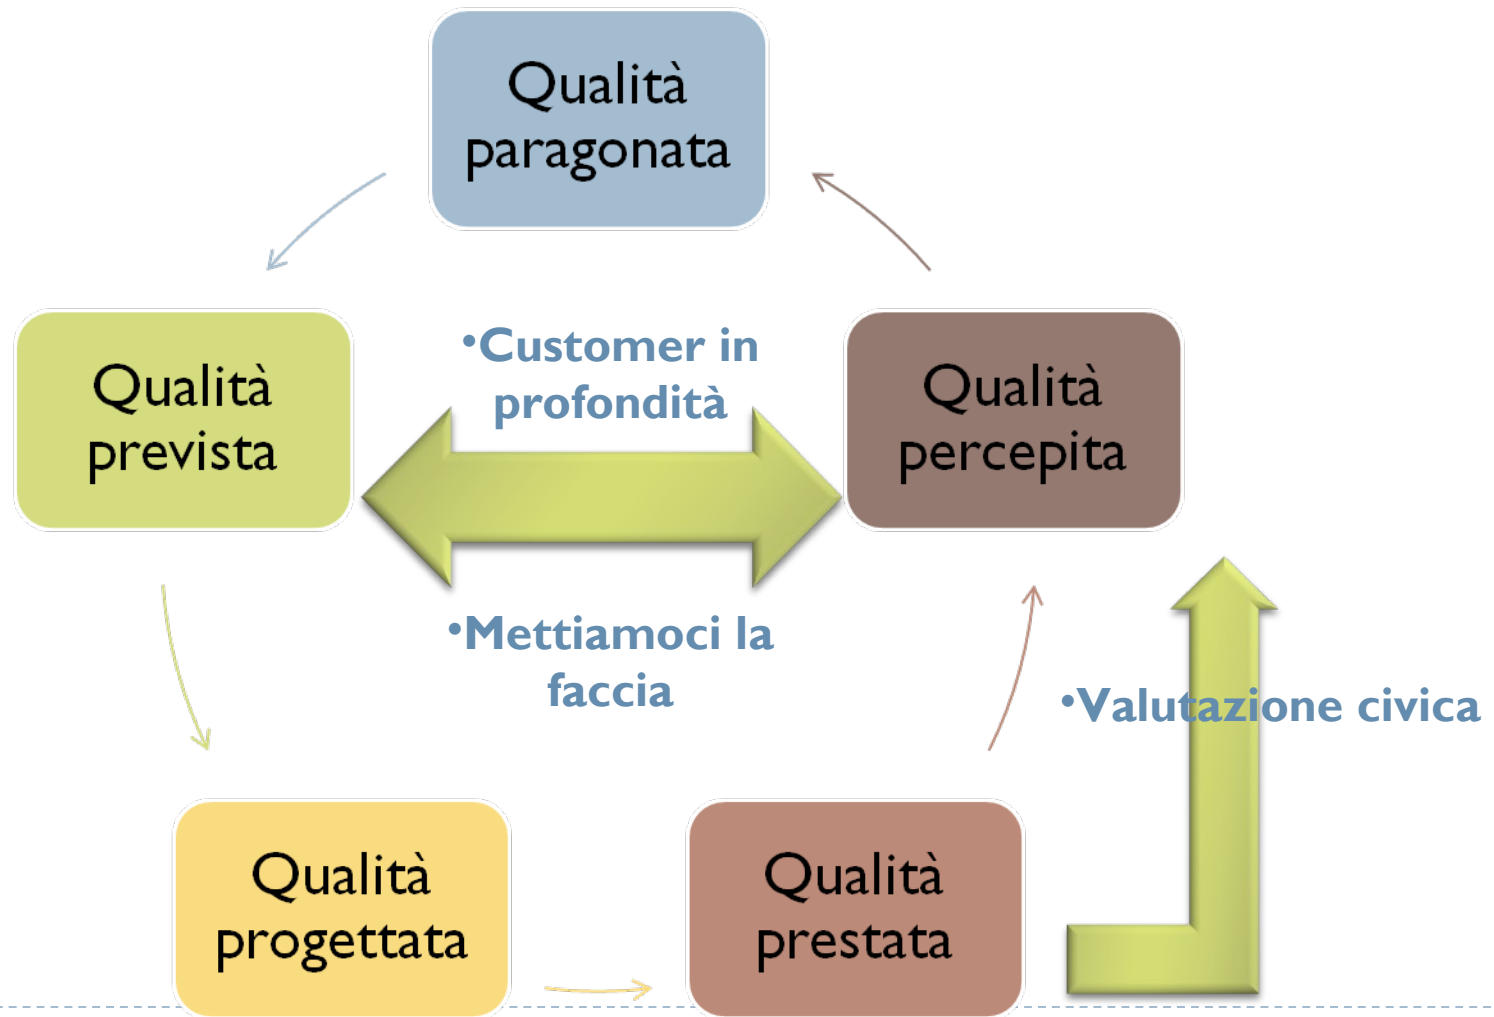 Qualità
paragonata
Qualità
prevista
•Customer in
profondità
Qualità
percepita
•Mettiamoci la
faccia
•Valutazione civica
Qualità
progettata
Qualità
prestata